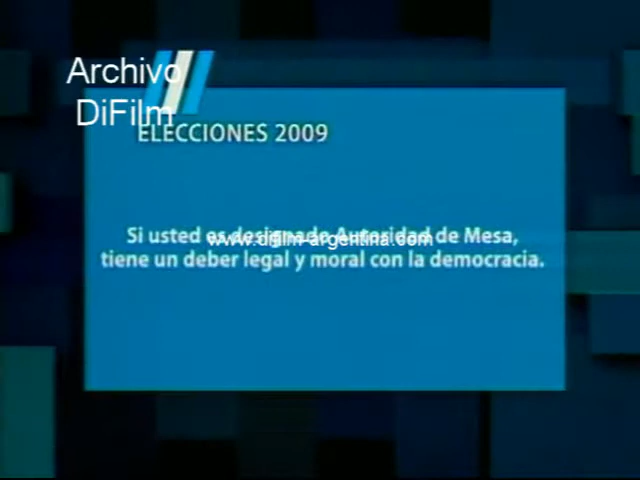 Archivo
DiFilm
ELECCIONES 2009
Si usted es designado Autoridad de Mesa,
www.difilm-argentina.com
tiene un deber legal y moral con la democracia.